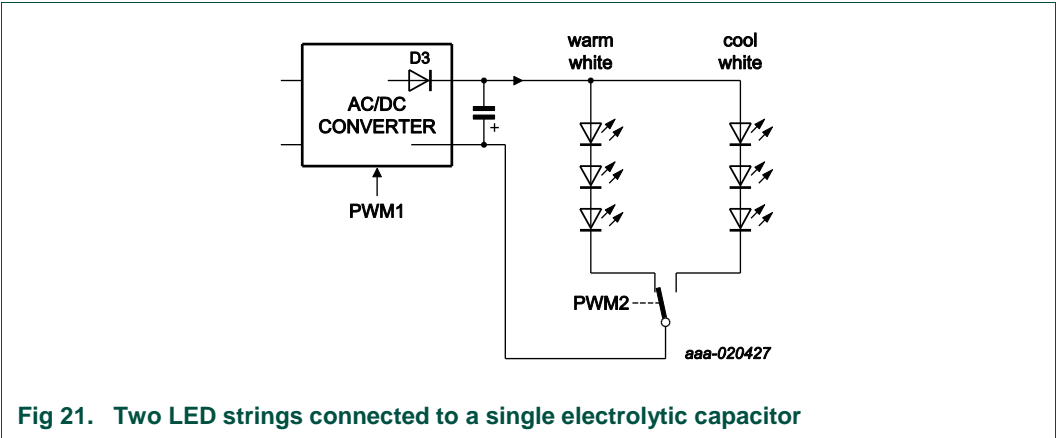 warm
white
cool
white
D3
AC/DC
CONVERTER
+
PWM1
PWM2
aaa-020427
Fig 21. Two LED strings connected to a single electrolytic capacitor